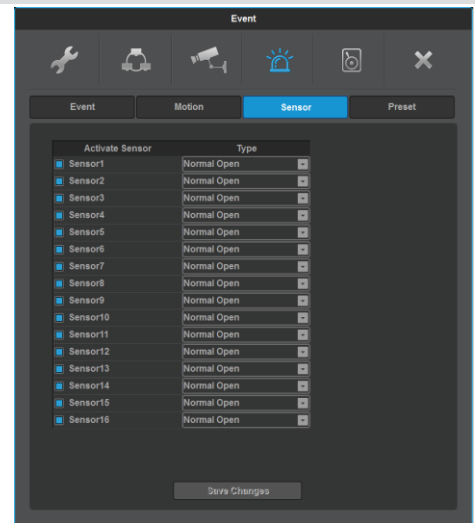 Event
Event Motion Sensor Preset
Activate Sensor Type
Sensor1 Normal Open
Sensor2 Normal Open
Sensor3 Normal Open
Sensor4 Normal Open
Sensor5 Normal Open
Sensor6 Normal Open
Sensor7 Normal Open
Sensor8 Normal Open
Sensor9 Normal Open
Sensor10 Normal Open
Sensor11 Normal Open
Sensor12 Normal Open
Sensor13 Normal Open
Sensor14 Normal Open
Sensor15 Normal Open
Sensor16 Normal Open
Save Changes